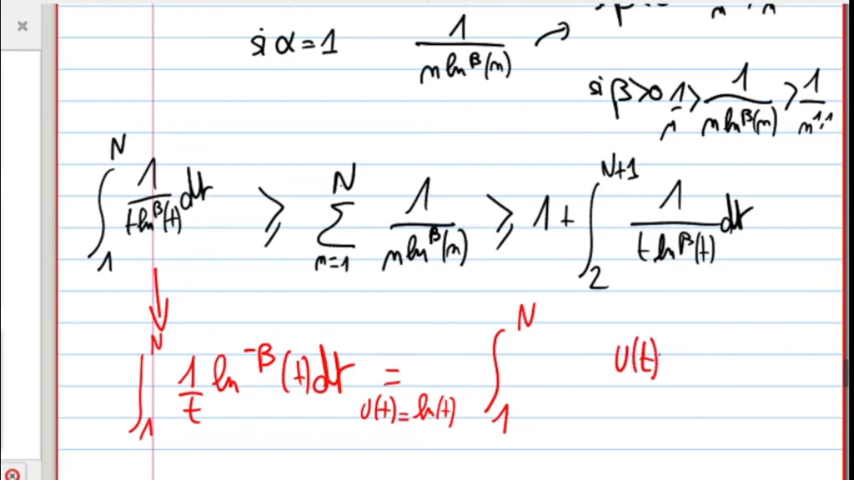 si α = 1   1/(n ln^β(n)) →
si β>0  1/n > 1/(n ln^β(n)) > 1/n^1,1
∫_1^N 1/(t ln^β(t)) dt ⩾ ∑_{n=1}^N 1/(n ln^β(n)) ⩾ 1 + ∫_2^{N+1} 1/(t ln^β(t)) dt
↓
∫_1^N 1/t ln^{-β}(t) dt = ∫_1^N   U(t)
U(t) = ln(t)